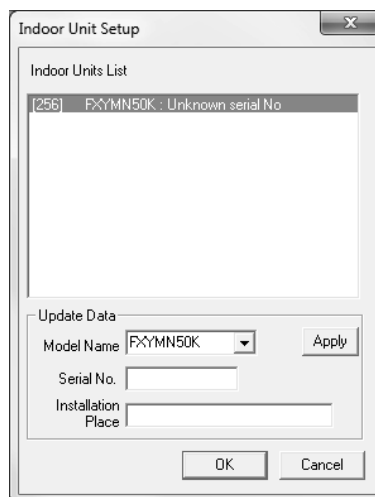 Indoor Unit Setup
x
Indoor Units List
[256] FXYMN50K : Unknown serial No
Update Data
Model Name FXYMN50K Apply
Serial No.
Installation
Place
OK Cancel